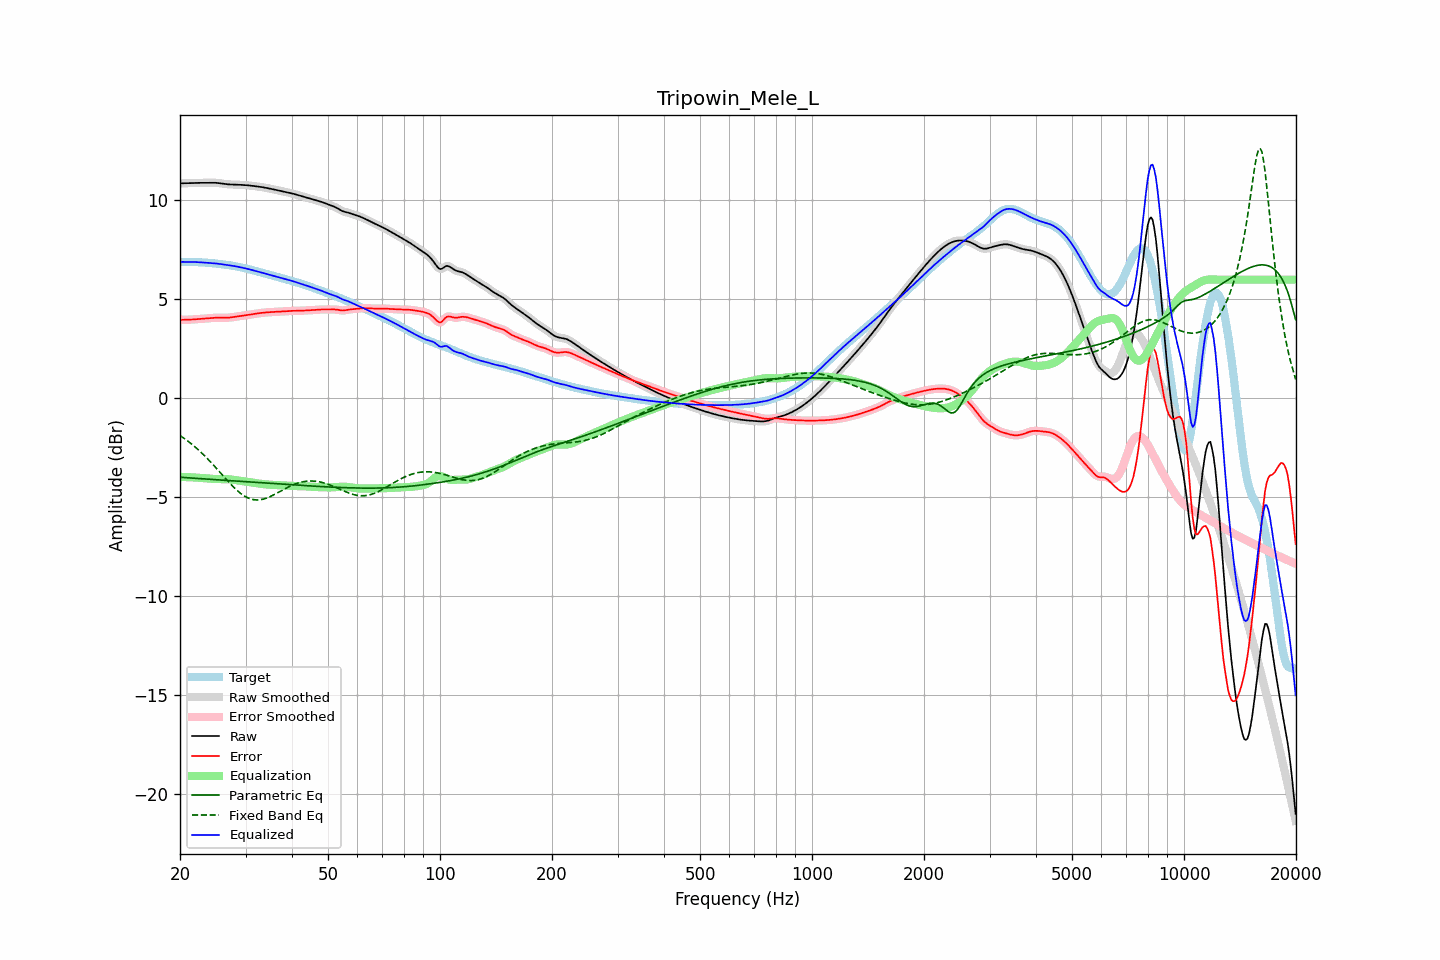 Tripowin_Mele_L
Amplitude (dBr)
10
5
0
−5
−10
−15
−20
Target
Raw Smoothed
Error Smoothed
Raw
Error
Equalization
Parametric Eq
Fixed Band Eq
Equalized
20 50 100 200 500 1000 2000 5000 10000 20000
Frequency (Hz)